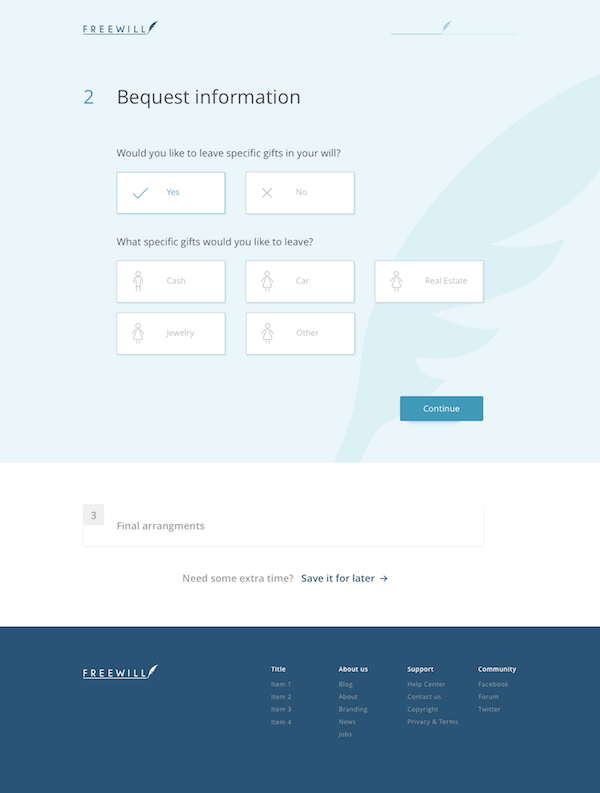 FREEWILL
2 Bequest information
Would you like to leave specific gifts in your will?
Yes No
What specific gifts would you like to leave?
Cash Car Real Estate
Jewelry Other
Continue
3
Final arrangments
Need some extra time? Save it for later →
FREEWILL
Title About us Support Community
Item 1 Blog Help Center Facebook
Item 2 About Contact us Forum
Item 3 Branding Copyright Twitter
Item 4 News Privacy & Terms
Jobs